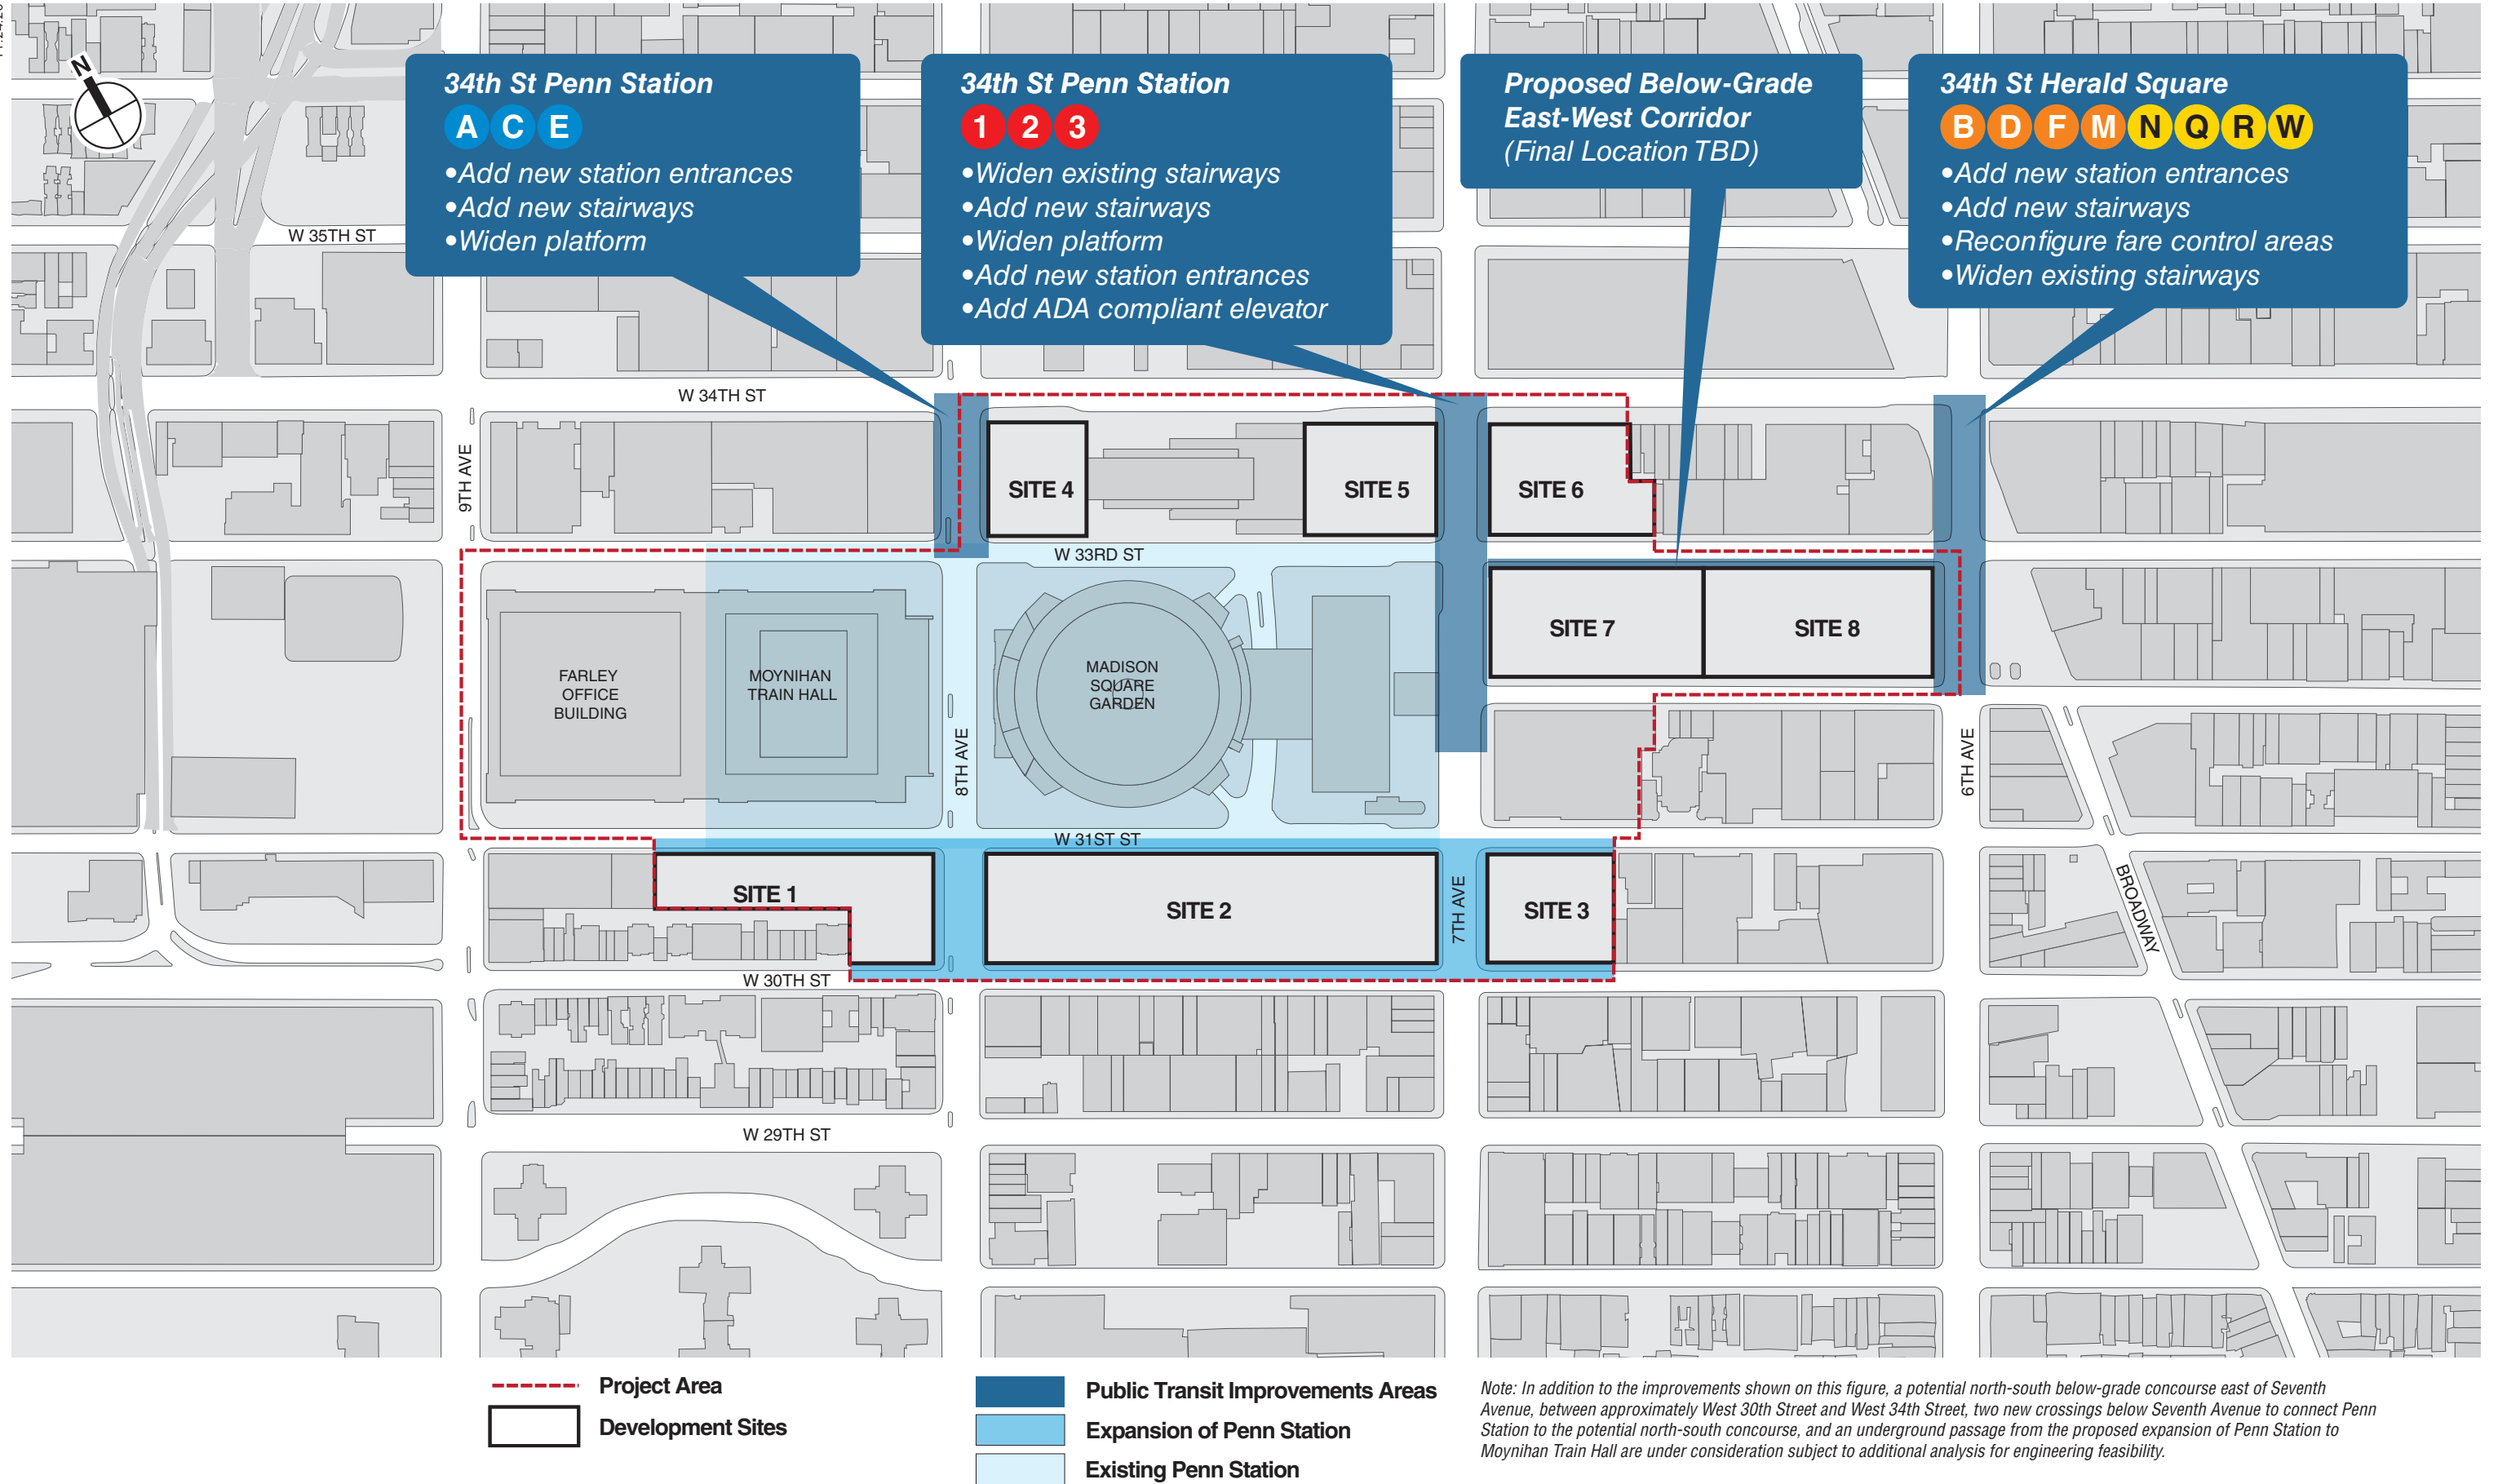 N
34th St Penn Station
A C E
•Add new station entrances
•Add new stairways
•Widen platform
34th St Penn Station
1 2 3
•Widen existing stairways
•Add new stairways
•Widen platform
•Add new station entrances
•Add ADA compliant elevator
Proposed Below-Grade
East-West Corridor
(Final Location TBD)
34th St Herald Square
B D F M N Q R W
•Add new station entrances
•Add new stairways
•Reconfigure fare control areas
•Widen existing stairways
W 35TH ST
W 34TH ST
9TH AVE
SITE 4
SITE 5
SITE 6
W 33RD ST
SITE 7
SITE 8
FARLEY
OFFICE
BUILDING
MOYNIHAN
TRAIN HALL
MADISON
SQUARE
GARDEN
8TH AVE
6TH AVE
W 31ST ST
SITE 1
SITE 2
7TH AVE
SITE 3
BROADWAY
W 30TH ST
W 29TH ST
Project Area
Development Sites
Public Transit Improvements Areas
Expansion of Penn Station
Existing Penn Station
Note: In addition to the improvements shown on this figure, a potential north-south below-grade concourse east of Seventh
Avenue, between approximately West 30th Street and West 34th Street, two new crossings below Seventh Avenue to connect Penn
Station to the potential north-south concourse, and an underground passage from the proposed expansion of Penn Station to
Moynihan Train Hall are under consideration subject to additional analysis for engineering feasibility.